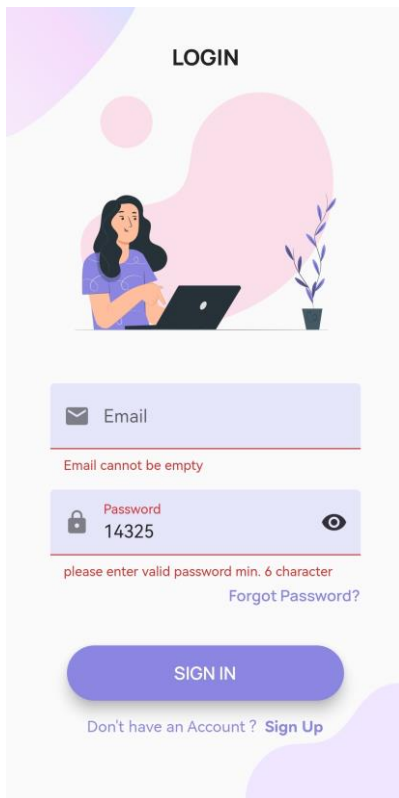 LOGIN
Email
Email cannot be empty
Password
14325
please enter valid password min. 6 character
Forgot Password?
SIGN IN
Don't have an Account ? Sign Up